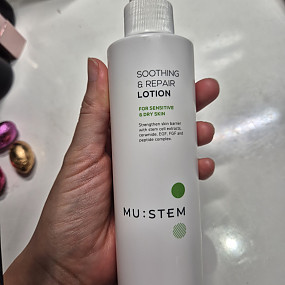 SOOTHING
& REPAIR
LOTION
FOR SENSITIVE
& DRY SKIN
Strengthen skin barrier
with stem cell extracts,
ceramide, EGF, FGF and
peptide complex
MU:STEM